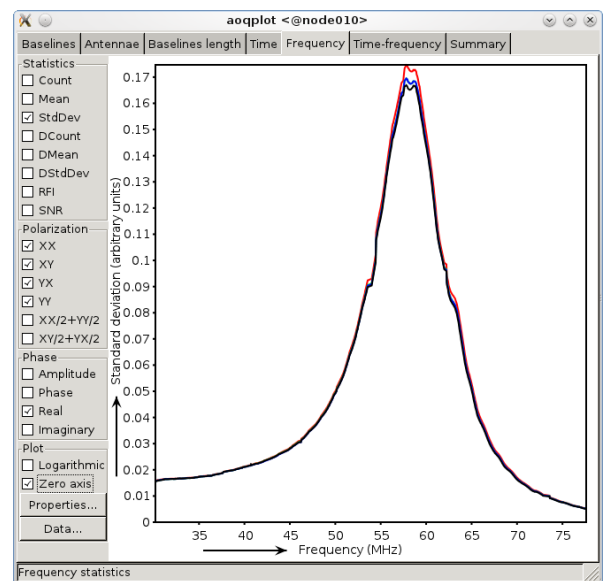 aoqplot <@node010>
Baselines Antennae Baselines length Time Frequency Time-frequency Summary
Statistics
Count
Mean
StdDev
DCount
DMean
DStdDev
RFI
SNR
Polarization
XX
XY
YX
YY
XX/2+YY/2
XY/2+YX/2
Phase
Amplitude
Phase
Real
Imaginary
Plot
Logarithmic
Zero axis
Properties...
Data...
Standard deviation (arbitrary units)
0.17
0.16
0.15
0.14
0.13
0.12
0.11
0.1
0.09
0.08
0.07
0.06
0.05
0.04
0.03
0.02
0.01
0
35 40 45 50 55 60 65 70 75
Frequency (MHz)
Frequency statistics